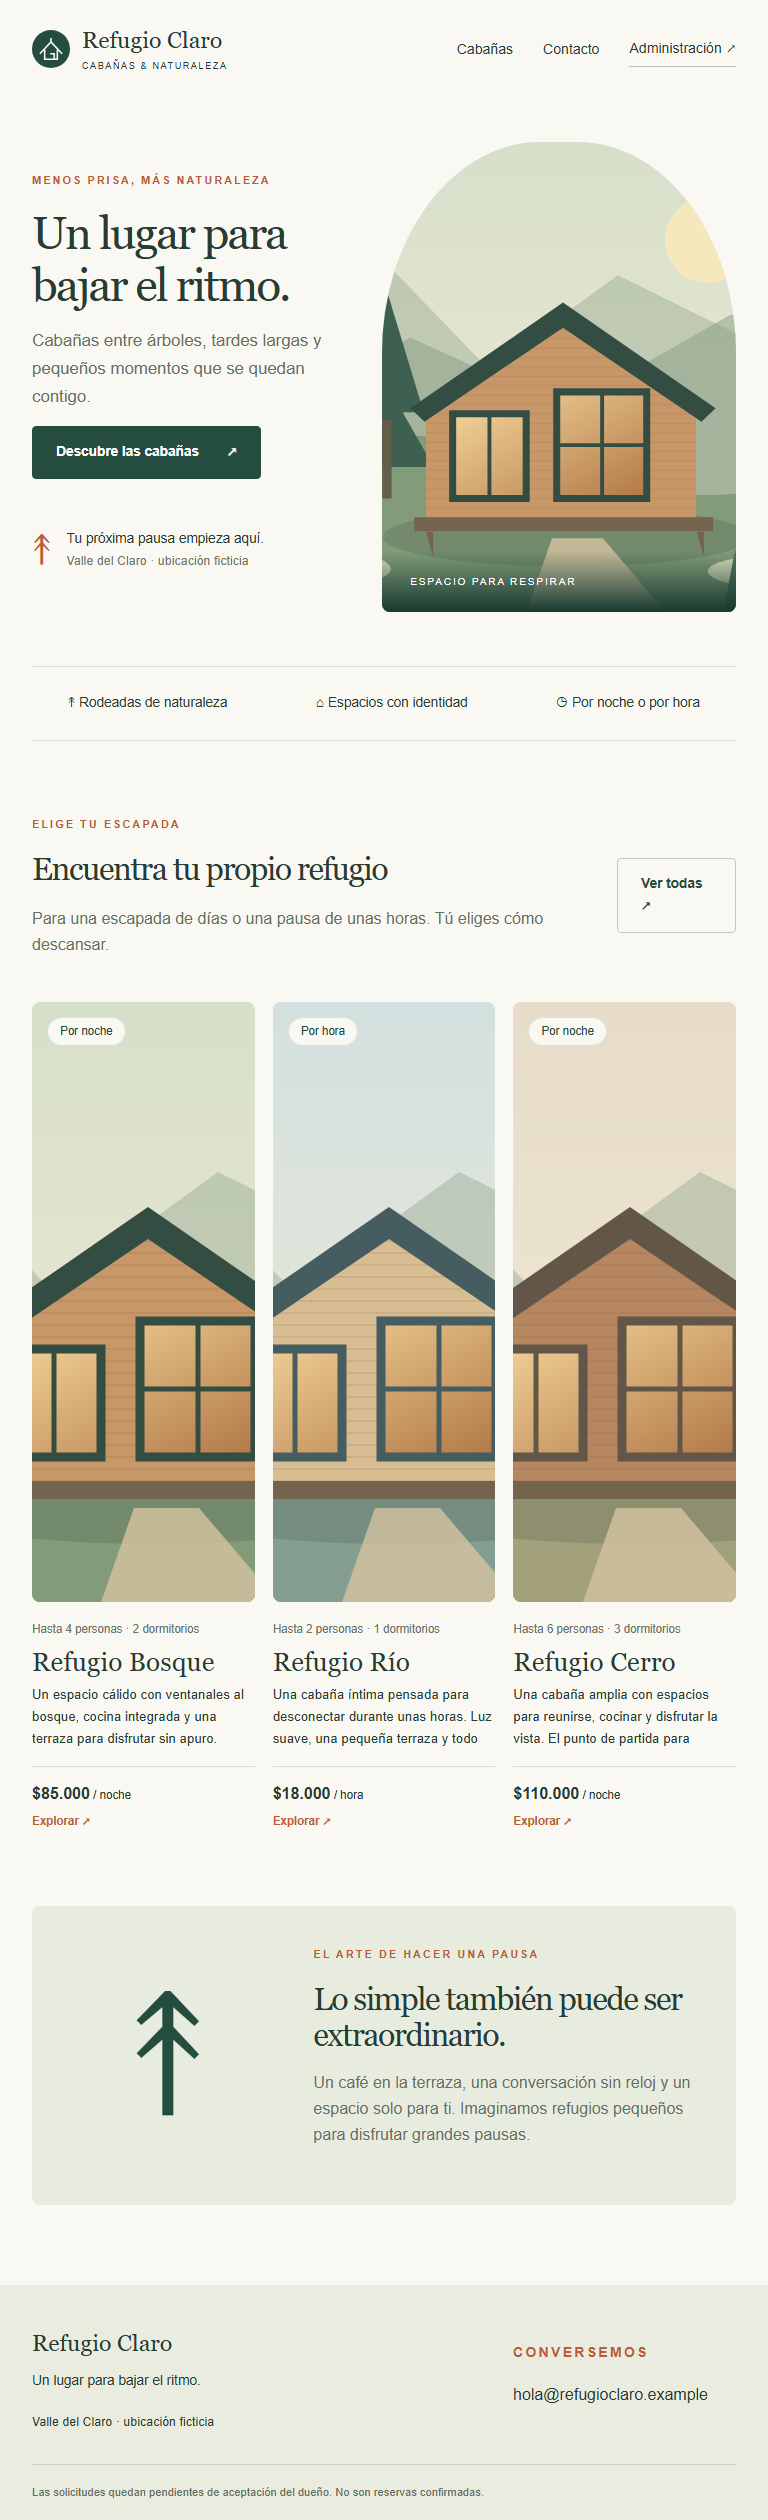 Refugio Claro
CABAÑAS & NATURALEZA
Cabañas
Contacto
Administración ↗
MENOS PRISA, MÁS NATURALEZA
Un lugar para
bajar el ritmo.
Cabañas entre árboles, tardes largas y
pequeños momentos que se quedan
contigo.
Descubre las cabañas ↗
Tu próxima pausa empieza aquí.
Valle del Claro · ubicación ficticia
ESPACIO PARA RESPIRAR
↟ Rodeadas de naturaleza
⌂ Espacios con identidad
◷ Por noche o por hora
ELIGE TU ESCAPADA
Encuentra tu propio refugio
Para una escapada de días o una pausa de unas horas. Tú eliges cómo
descansar.
Ver todas
↗
Por noche
Hasta 4 personas · 2 dormitorios
Refugio Bosque
Un espacio cálido con ventanales al
bosque, cocina integrada y una
terraza para disfrutar sin apuro.
$85.000 / noche
Explorar ↗
Por hora
Hasta 2 personas · 1 dormitorios
Refugio Río
Una cabaña íntima pensada para
desconectar durante unas horas. Luz
suave, una pequeña terraza y todo
$18.000 / hora
Explorar ↗
Por noche
Hasta 6 personas · 3 dormitorios
Refugio Cerro
Una cabaña amplia con espacios
para reunirse, cocinar y disfrutar la
vista. El punto de partida para
$110.000 / noche
Explorar ↗
EL ARTE DE HACER UNA PAUSA
Lo simple también puede ser
extraordinario.
Un café en la terraza, una conversación sin reloj y un
espacio solo para ti. Imaginamos refugios pequeños
para disfrutar grandes pausas.
Refugio Claro
Un lugar para bajar el ritmo.
Valle del Claro · ubicación ficticia
CONVERSEMOS
hola@refugioclaro.example
Las solicitudes quedan pendientes de aceptación del dueño. No son reservas confirmadas.